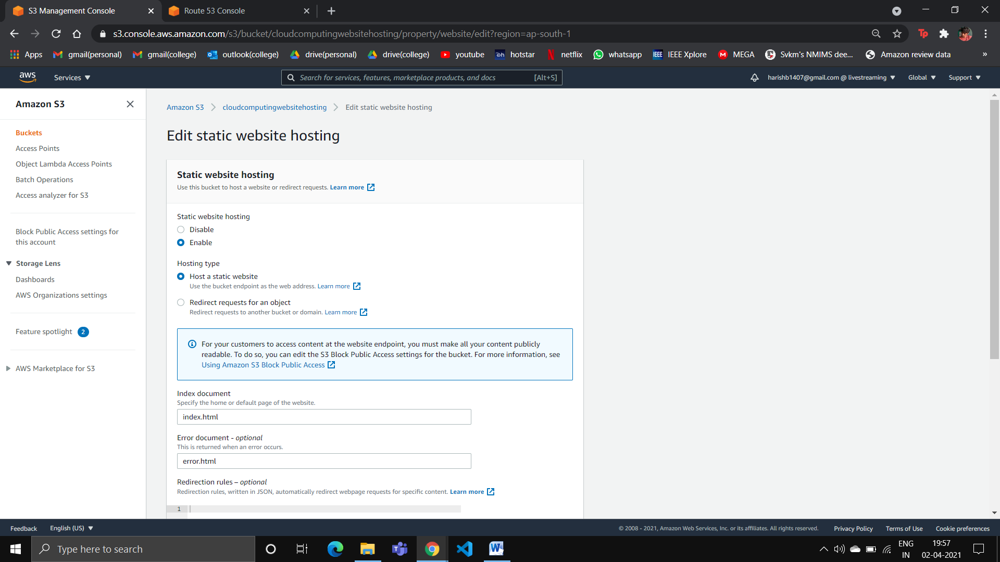 S3 Management Console
Route 53 Console
s3.console.aws.amazon.com/s3/bucket/cloudcomputingwebsitehosting/property/website/edit?region=ap-south-1
Tp
Apps
gmail(personal)
gmail(college)
outlook(college)
drive(personal)
drive(college)
youtube
hotstar
netflix
whatsapp
IEEE Xplore
MEGA
Svkm's NMIMS dee...
Amazon review data
»
aws
Services
Search for services, features, marketplace products, and docs
[Alt+S]
harishb1407@gmail.com @ livestreaming
Global
Support
Amazon S3
Buckets
Access Points
Object Lambda Access Points
Batch Operations
Access analyzer for S3
Block Public Access settings for
this account
Storage Lens
Dashboards
AWS Organizations settings
Feature spotlight 2
AWS Marketplace for S3
Amazon S3 > cloudcomputingwebsitehosting > Edit static website hosting
Edit static website hosting
Static website hosting
Use this bucket to host a website or redirect requests. Learn more
Static website hosting
Disable
Enable
Hosting type
Host a static website
Use the bucket endpoint as the web address. Learn more
Redirect requests for an object
Redirect requests to another bucket or domain. Learn more
For your customers to access content at the website endpoint, you must make all your content publicly
readable. To do so, you can edit the S3 Block Public Access settings for the bucket. For more information, see
Using Amazon S3 Block Public Access
Index document
Specify the home or default page of the website.
index.html
Error document - optional
This is returned when an error occurs.
error.html
Redirection rules – optional
Redirection rules, written in JSON, automatically redirect webpage requests for specific content. Learn more
1
Feedback
English (US)
© 2008 - 2021, Amazon Web Services, Inc. or its affiliates. All rights reserved.
Privacy Policy
Terms of Use
Cookie preferences
Type here to search
ENG
IN
19:57
02-04-2021